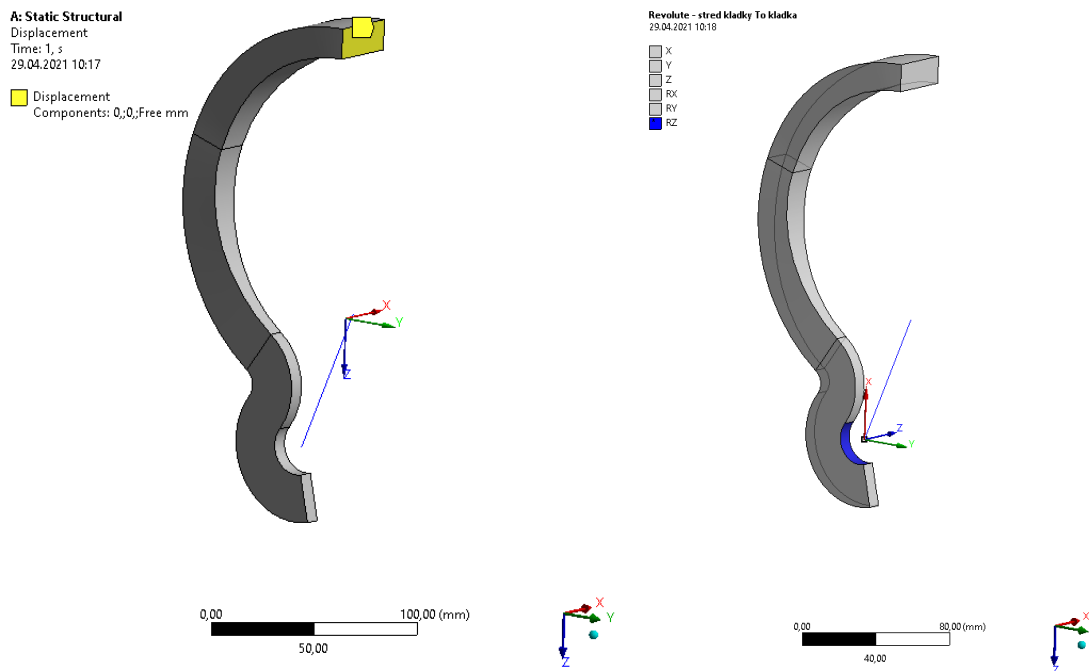 A: Static Structural
Displacement
Time: 1, s
29.04.2021 10:17
Displacement
Components: 0,;0,;Free mm
X
Y
Z
0,00
100,00 (mm)
50,00
X
Y
Z
Revolute - stred kladky To kladka
29.04.2021 10:18
X
Y
Z
RX
RY
RZ
X
Z
Y
0,00
80,00 (mm)
40,00
X
Z